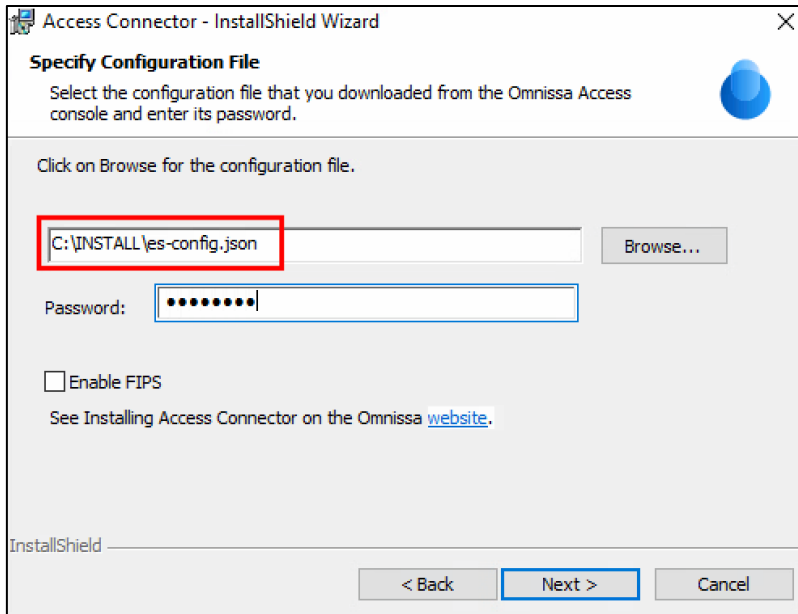 Access Connector - InstallShield Wizard
Specify Configuration File
Select the configuration file that you downloaded from the Omnissa Access
console and enter its password.
Click on Browse for the configuration file.
C:\INSTALL\es-config.json
Browse...
Password: ●●●●●●●●
Enable FIPS
See Installing Access Connector on the Omnissa website.
InstallShield
< Back Next > Cancel